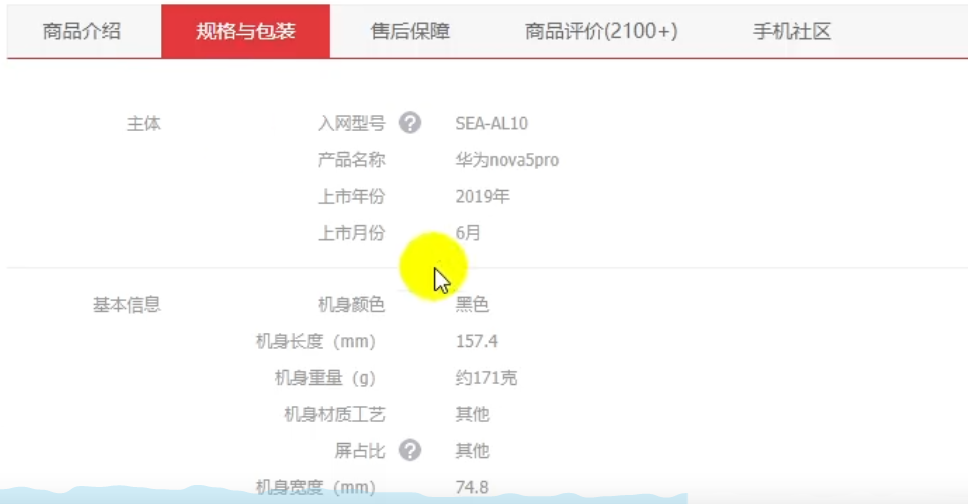 商品介绍 规格与包装 售后保障 商品评价(2100+) 手机社区
主体 入网型号 ? SEA-AL10
产品名称 华为nova5pro
上市年份 2019年
上市月份 6月
基本信息 机身颜色 黑色
机身长度（mm） 157.4
机身重量（g） 约171克
机身材质工艺 其他
屏占比 ? 其他
机身宽度（mm） 74.8